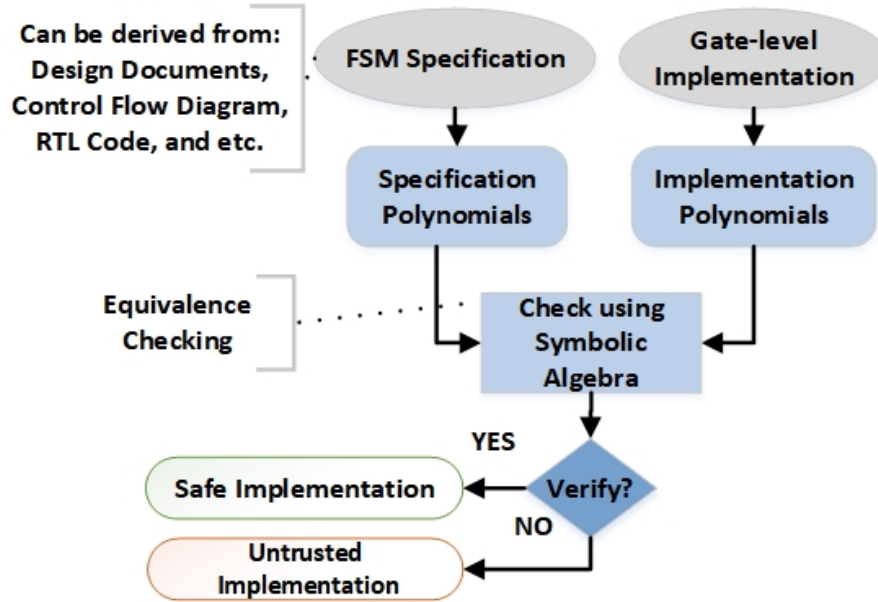 Can be derived from:
Design Documents,
Control Flow Diagram,
RTL Code, and etc.
FSM Specification
Gate-level
Implementation
Specification
Polynomials
Implementation
Polynomials
Equivalence
Checking
Check using
Symbolic
Algebra
YES
Verify?
Safe Implementation
NO
Untrusted
Implementation